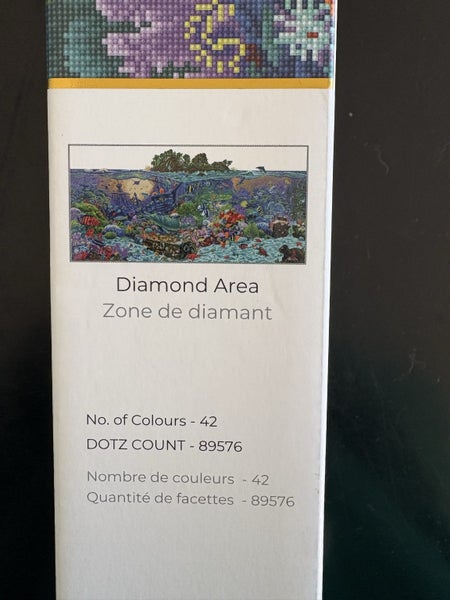 Diamond Area
Zone de diamant
No. of Colours - 42
DOTZ COUNT - 89576
Nombre de couleurs - 42
Quantité de facettes - 89576